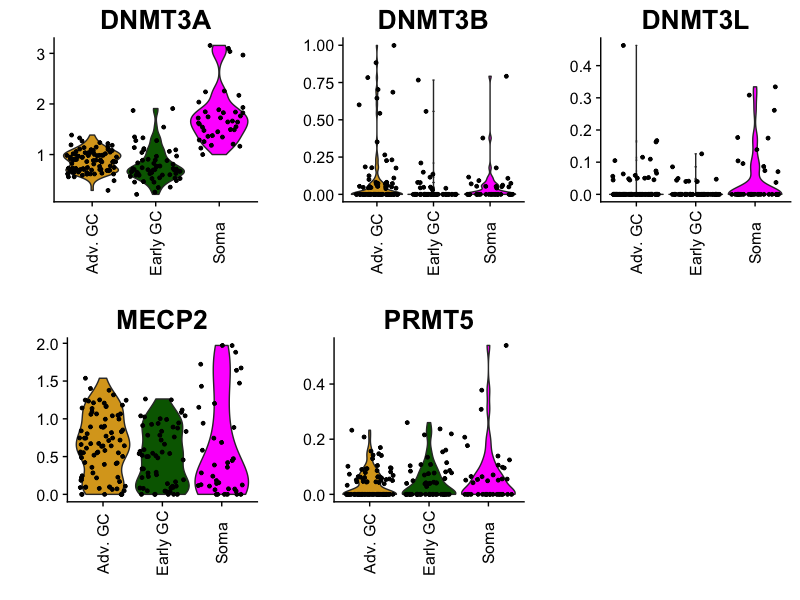 DNMT3A
3
2
1
Adv. GC
Early GC
Soma
DNMT3B
1.00
0.75
0.50
0.25
0.00
Adv. GC
Early GC
Soma
DNMT3L
0.4
0.3
0.2
0.1
0.0
Adv. GC
Early GC
Soma
MECP2
2.0
1.5
1.0
0.5
0.0
Adv. GC
Early GC
Soma
PRMT5
0.4
0.2
0.0
Adv. GC
Early GC
Soma